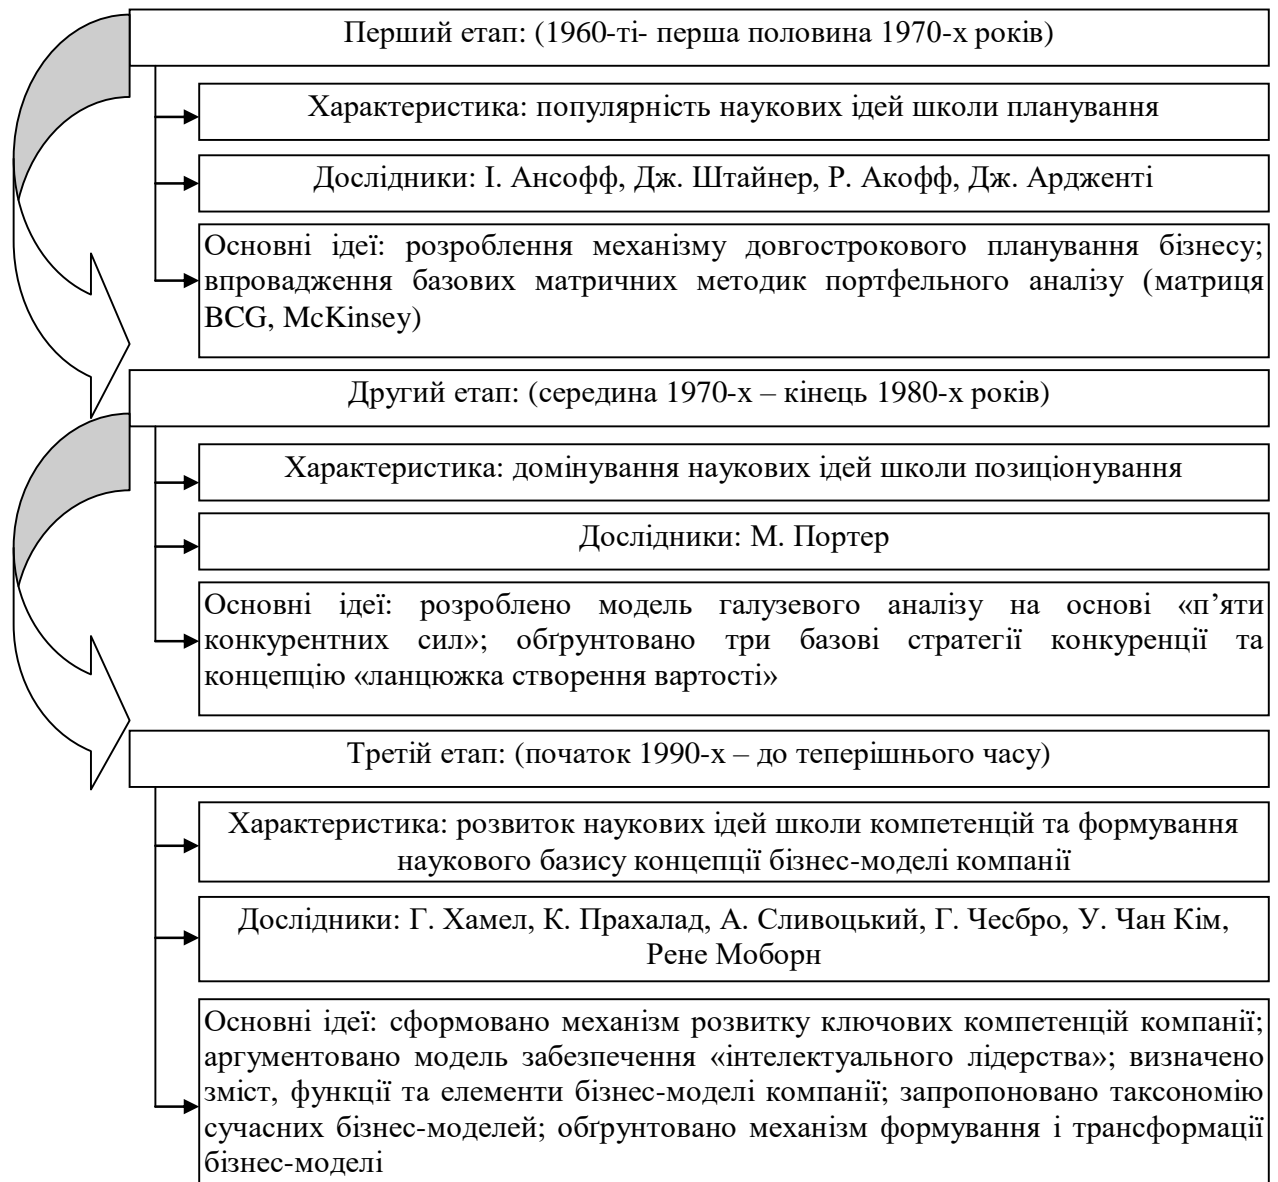 Перший етап: (1960-ті- перша половина 1970-х років)
Характеристика: популярність наукових ідей школи планування
Дослідники: І. Ансофф, Дж. Штайнер, Р. Акофф, Дж. Ардженті
Основні ідеї: розроблення механізму довгострокового планування бізнесу;
впровадження базових матричних методик портфельного аналізу (матриця
BCG, McKinsey)
Другий етап: (середина 1970-х – кінець 1980-х років)
Характеристика: домінування наукових ідей школи позиціонування
Дослідники: М. Портер
Основні ідеї: розроблено модель галузевого аналізу на основі «п’яти
конкурентних сил»; обґрунтовано три базові стратегії конкуренції та
концепцію «ланцюжка створення вартості»
Третій етап: (початок 1990-х – до теперішнього часу)
Характеристика: розвиток наукових ідей школи компетенцій та формування
наукового базису концепції бізнес-моделі компанії
Дослідники: Г. Хамел, К. Прахалад, А. Сливоцький, Г. Чесбро, У. Чан Кім,
Рене Моборн
Основні ідеї: сформовано механізм розвитку ключових компетенцій компанії;
аргументовано модель забезпечення «інтелектуального лідерства»; визначено
зміст, функції та елементи бізнес-моделі компанії; запропоновано таксономію
сучасних бізнес-моделей; обґрунтовано механізм формування і трансформації
бізнес-моделі